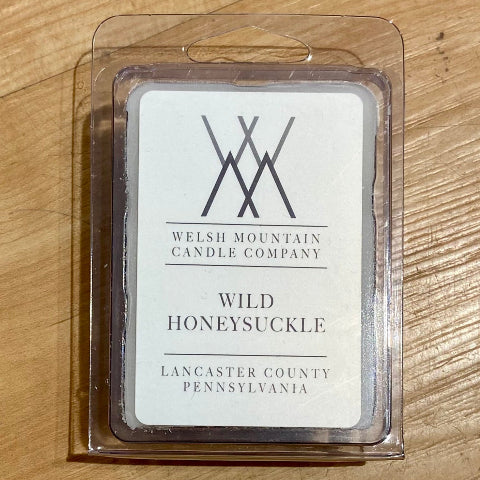 WELSH MOUNTAIN
CANDLE COMPANY
WILD
HONEYSUCKLE
LANCASTER COUNTY
PENNSYLVANIA